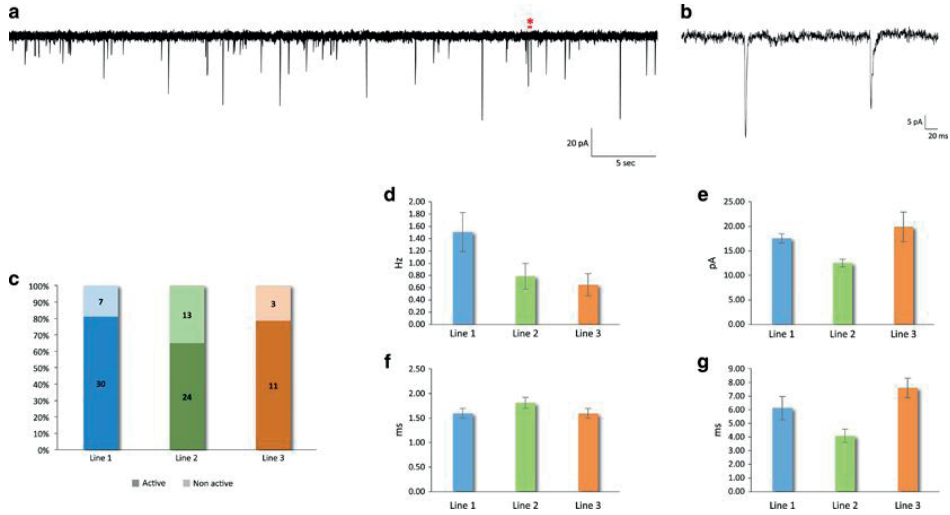 a
*
20 pA
5 sec
b
5 pA
20 ms
c
100%
90%
80%
70%
60%
50%
40%
30%
20%
10%
0%
7
30
13
24
3
11
Line 1
Line 2
Line 3
Active
Non active
d
Hz
2.00
1.80
1.60
1.40
1.20
1.00
0.80
0.60
0.40
0.20
0.00
Line 1
Line 2
Line 3
e
pA
25.00
20.00
15.00
10.00
5.00
0.00
Line 1
Line 2
Line 3
f
ms
2.50
2.00
1.50
1.00
0.50
0.00
Line 1
Line 2
Line 3
g
ms
9.00
8.00
7.00
6.00
5.00
4.00
3.00
2.00
1.00
0.00
Line 1
Line 2
Line 3